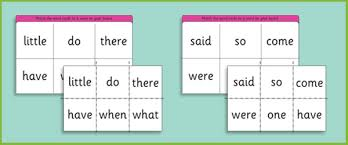 little do there
have
little do there
have when what
said so come
were
said so come
were one have